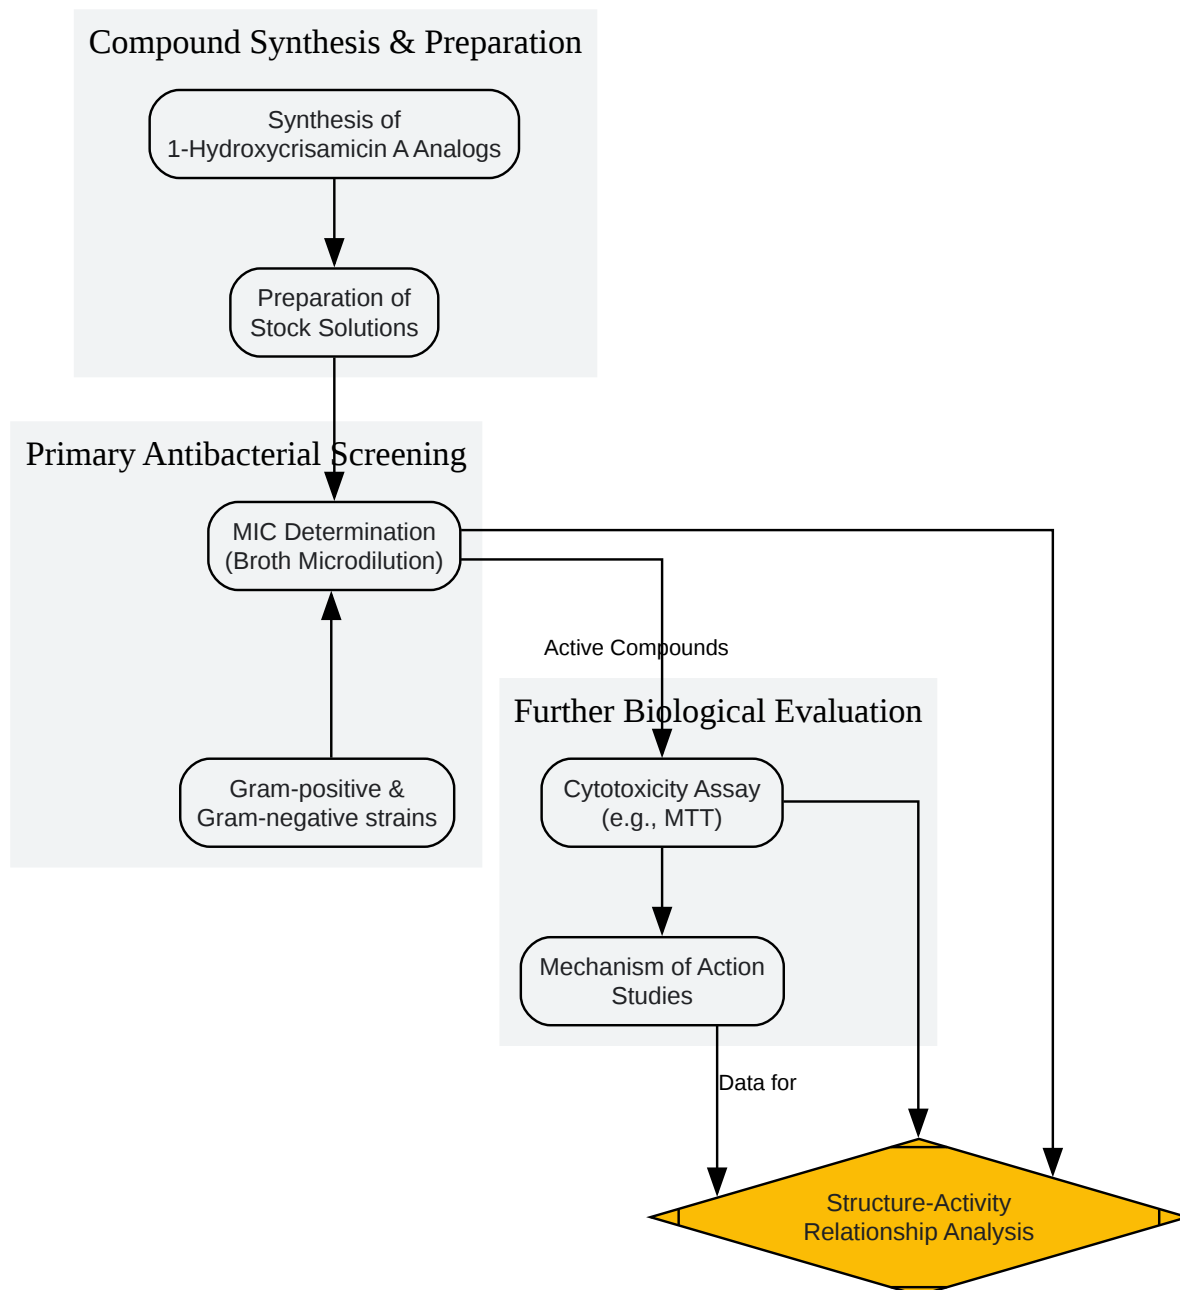 Compound Synthesis & Preparation
Synthesis of
1-Hydroxycrisamicin A Analogs
Preparation of
Stock Solutions
Primary Antibacterial Screening
MIC Determination
(Broth Microdilution)
Active Compounds
Further Biological Evaluation
Gram-positive &
Gram-negative strains
Cytotoxicity Assay
(e.g., MTT)
Mechanism of Action
Studies
Data for
Structure-Activity
Relationship Analysis